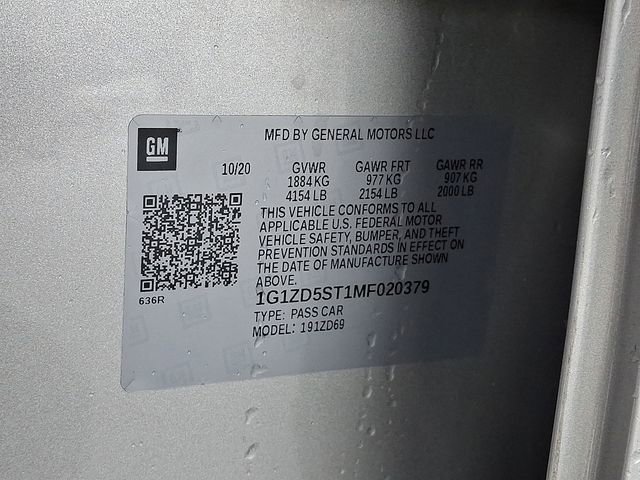 GM
MFD BY GENERAL MOTORS LLC
10/20 GVWR GAWR FRT GAWR RR
1884 KG 977 KG 907 KG
4154 LB 2154 LB 2000 LB
THIS VEHICLE CONFORMS TO ALL
APPLICABLE U.S. FEDERAL MOTOR
VEHICLE SAFETY, BUMPER, AND THEFT
PREVENTION STANDARDS IN EFFECT ON
THE DATE OF MANUFACTURE SHOWN
ABOVE.
636R
1G1ZD5ST1MF020379
TYPE: PASS CAR
MODEL: 191ZD69